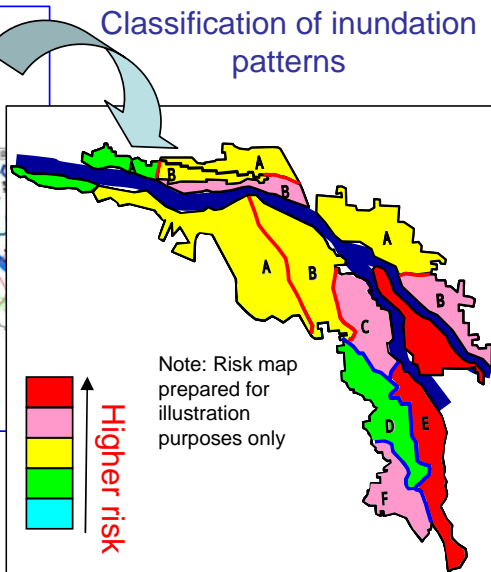 Classification of inundation
patterns
A
B
A
B
A
A
B
B
C
D
E
F
Note: Risk map
prepared for
illustration
purposes only
Higher risk